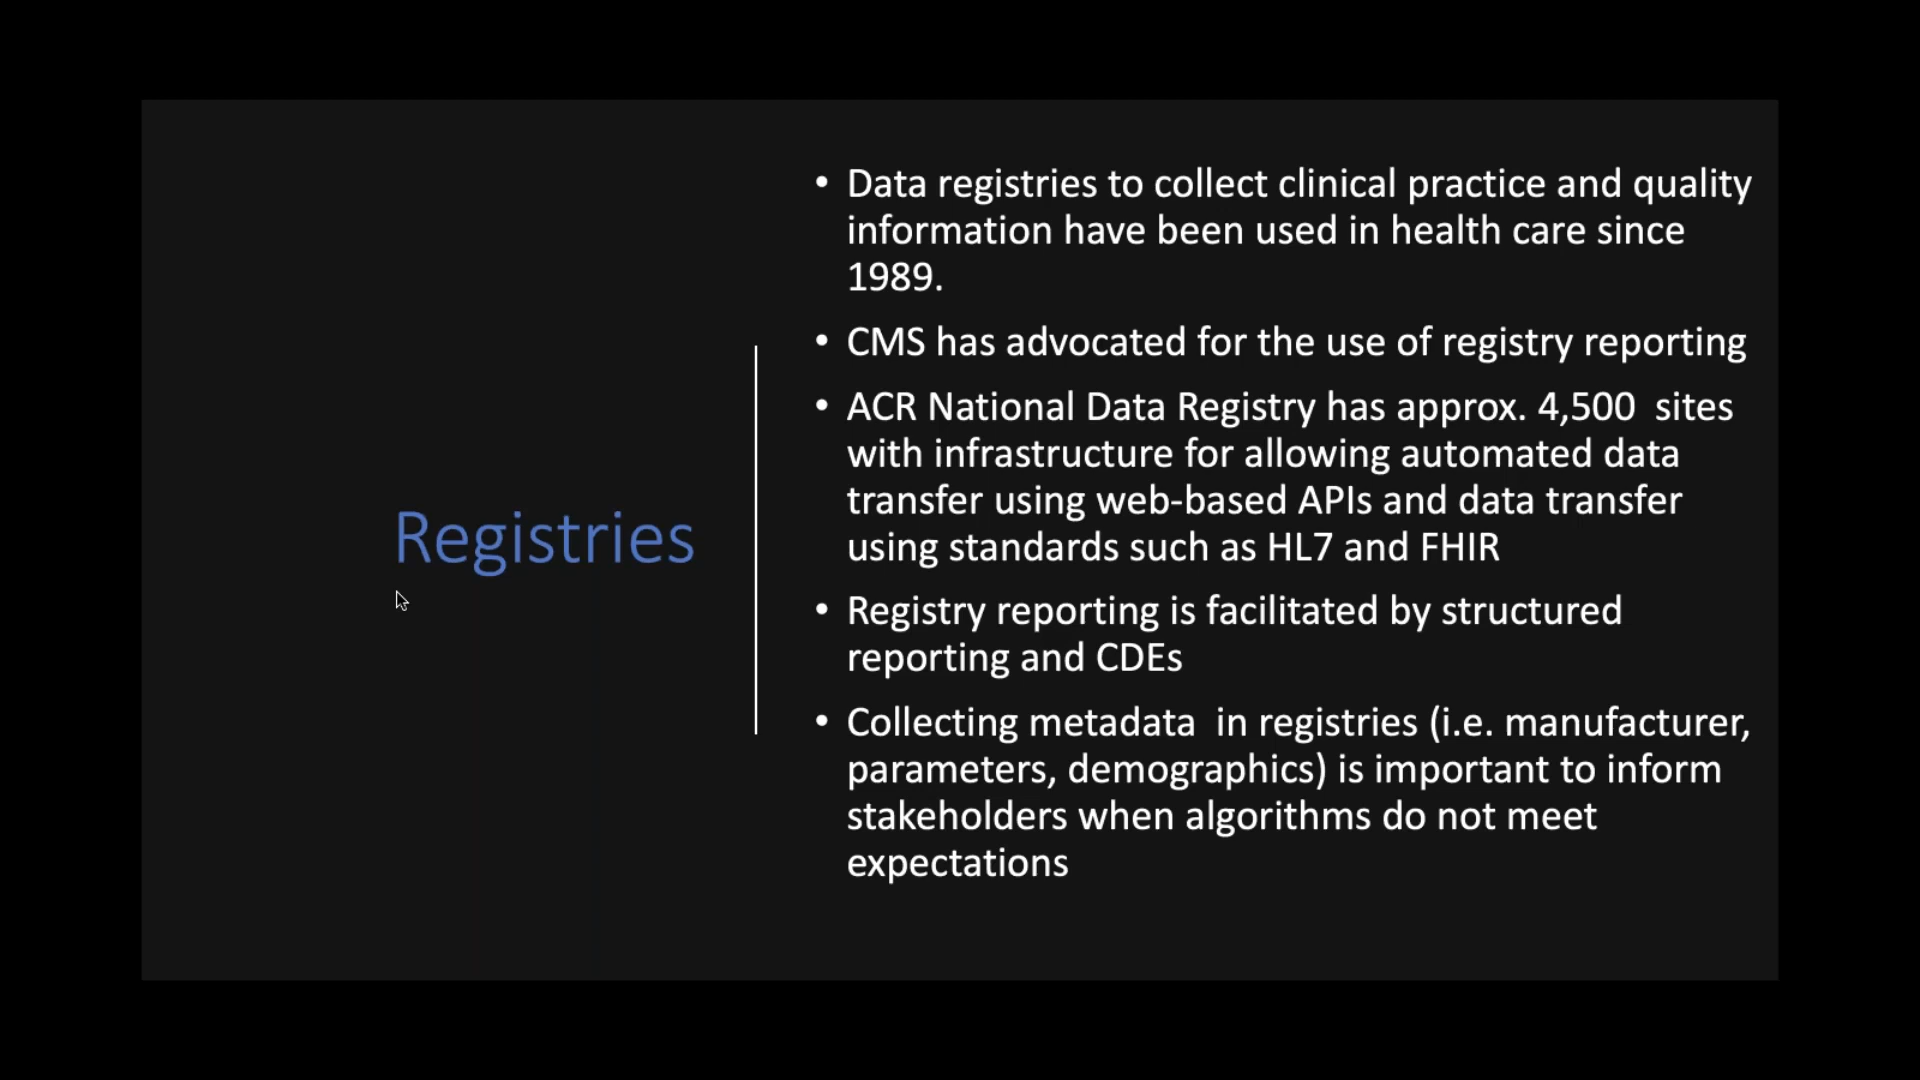 Registries
• Data registries to collect clinical practice and quality
information have been used in health care since
1989.
• CMS has advocated for the use of registry reporting
• ACR National Data Registry has approx. 4,500  sites
with infrastructure for allowing automated data
transfer using web-based APIs and data transfer
using standards such as HL7 and FHIR
• Registry reporting is facilitated by structured
reporting and CDEs
• Collecting metadata  in registries (i.e. manufacturer,
parameters, demographics) is important to inform
stakeholders when algorithms do not meet
expectations